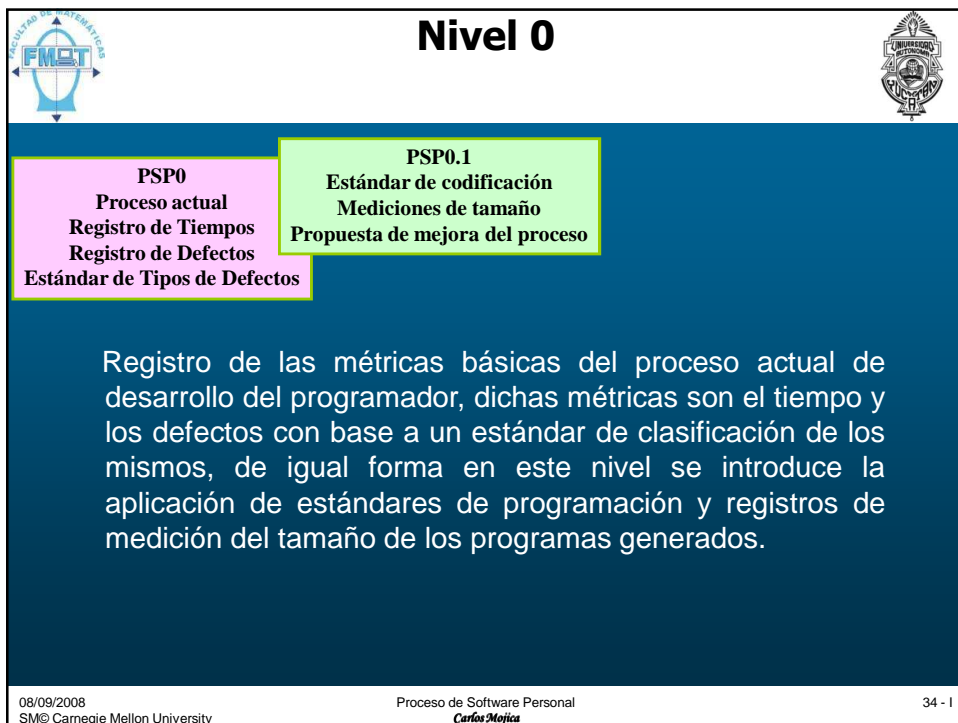 FACULTAD DE MATEMÁTICAS
FMAT
Nivel 0
UNIVERSIDAD
AUTONOMA
PSP0
Proceso actual
Registro de Tiempos
Registro de Defectos
Estándar de Tipos de Defectos
PSP0.1
Estándar de codificación
Mediciones de tamaño
Propuesta de mejora del proceso
Registro de las métricas básicas del proceso actual de
desarrollo del programador, dichas métricas son el tiempo y
los defectos con base a un estándar de clasificación de los
mismos, de igual forma en este nivel se introduce la
aplicación de estándares de programación y registros de
medición del tamaño de los programas generados.
08/09/2008
SM© Carnegie Mellon University
Proceso de Software Personal
Carlos Mojica
34 - I